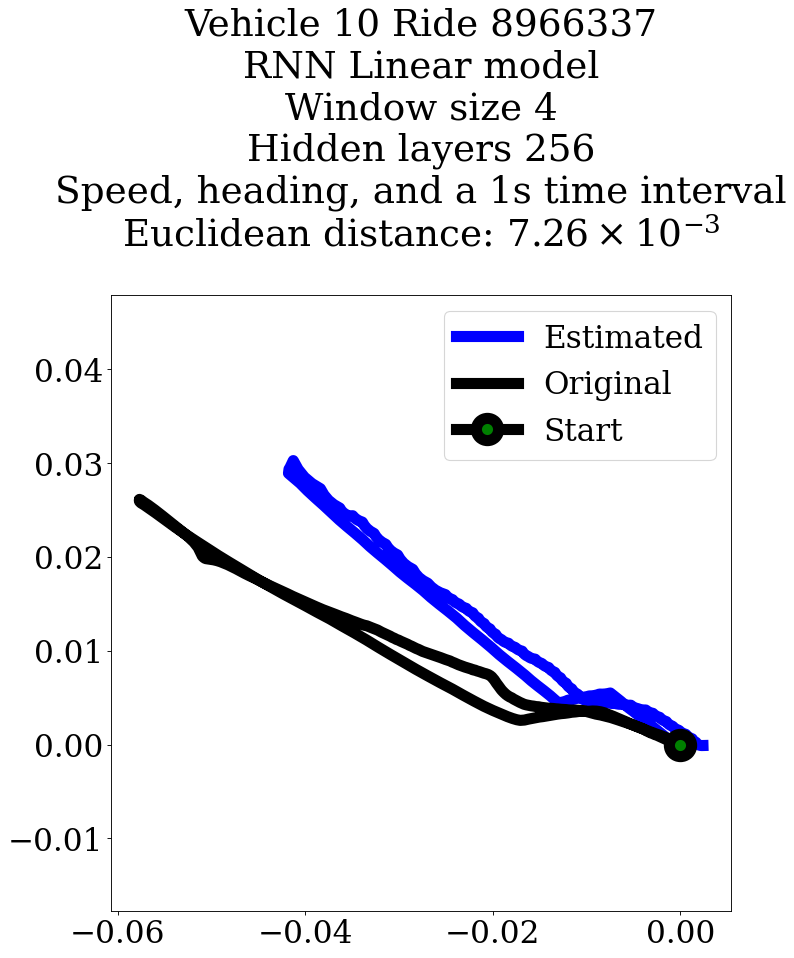 Vehicle 10 Ride 8966337
RNN Linear model
Window size 4
Hidden layers 256
Speed, heading, and a 1s time interval
Euclidean distance: 7.26 × 10⁻³
Estimated
Original
Start
0.04
0.03
0.02
0.01
0.00
−0.01
−0.06 −0.04 −0.02 0.00